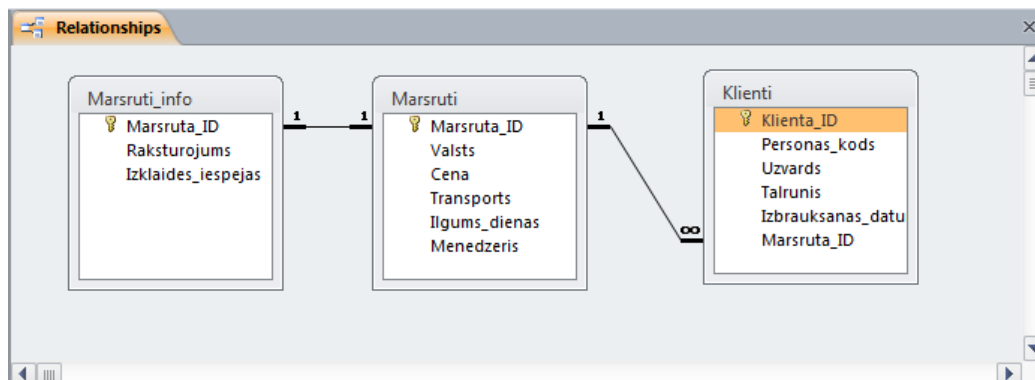 Relationships
Marsruti_info
Marsruta_ID
Raksturojums
Izklaides_iespejas
1
1
Marsruti
Marsruta_ID
Valsts
Cena
Transports
Ilgums_dienas
Menedzeris
1
∞
Klienti
Klienta_ID
Personas_kods
Uzvards
Talrunis
Izbrauksanas_datu
Marsruta_ID